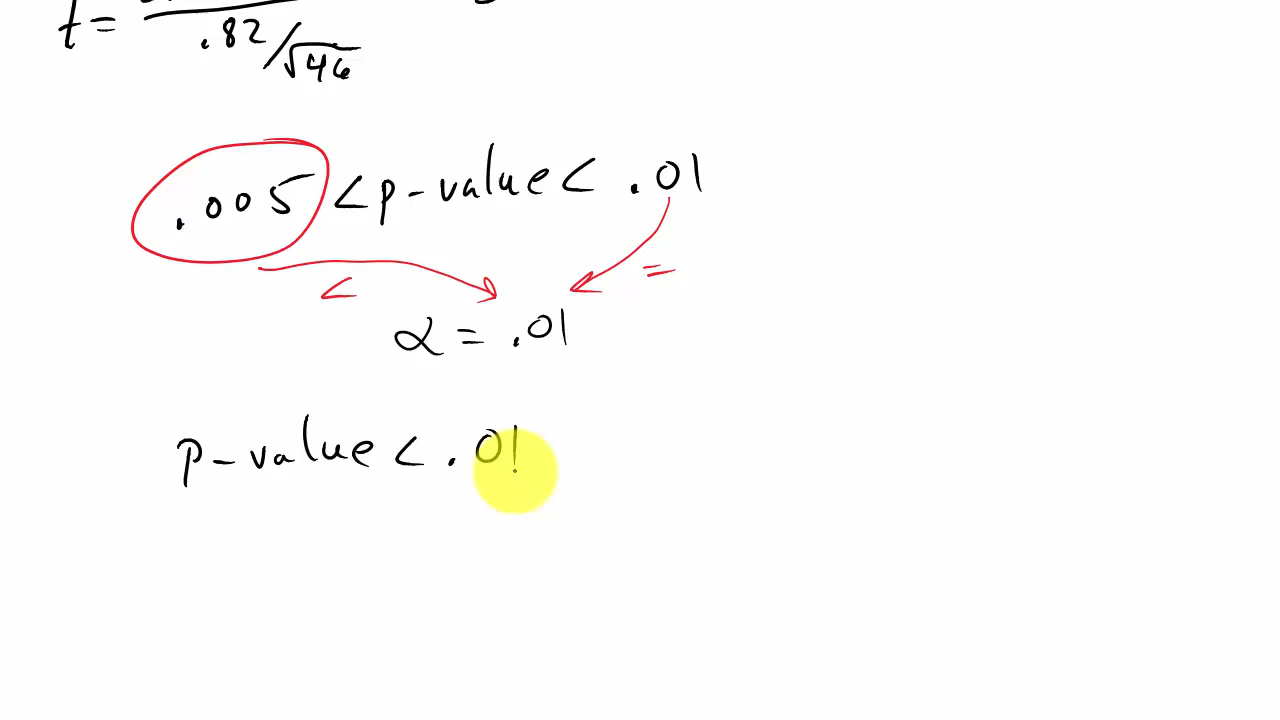 t =
.82/√46
.005 < p-value < .01
< =
α = .01
p-value < .01